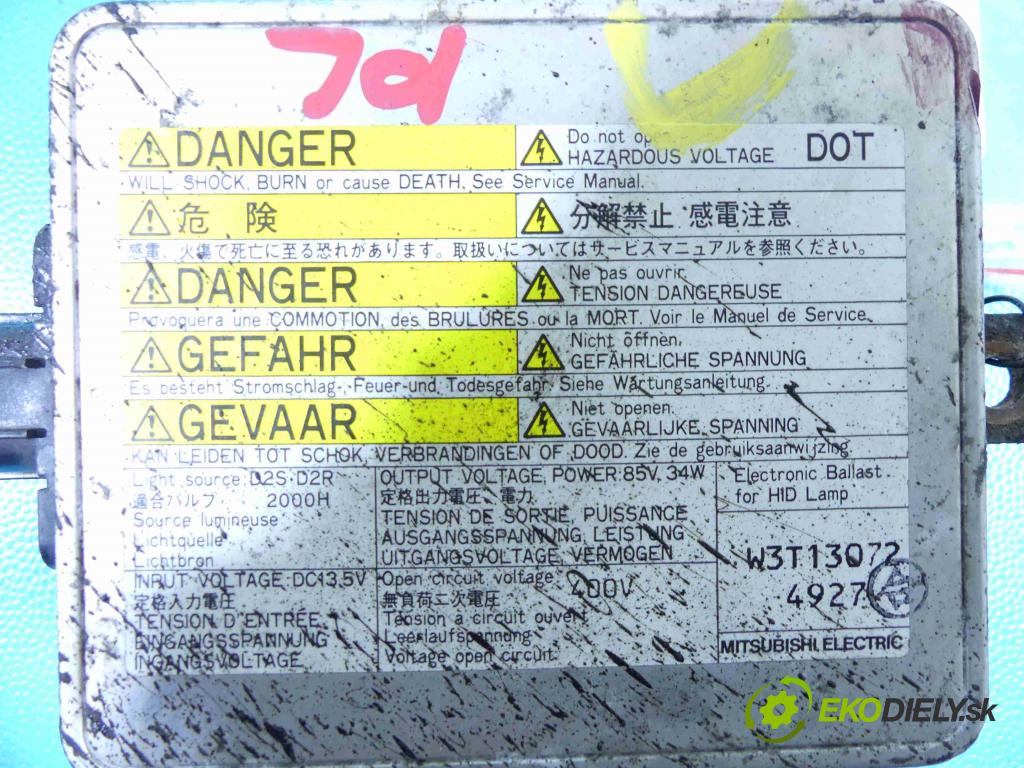 DANGER
Do not
HAZARDOUS VOLTAGE
DOT
WILL SHOCK, BURN or cause DEATH. See Service Manual.
危 険
分解禁止 感電注意
感電、火傷で死亡に至る恐れがあります。取扱いについてはサービスマニュアルを参照ください。
DANGER
Ne pas ouvrir.
TENSION DANGEREUSE
Provoquera une COMMOTION, des BRULURES ou la MORT. Voir le Manuel de Service.
GEFAHR
Nicht öffnen.
GEFÄHRLICHE SPANNUNG
Es besteht Stromschlag-, Feuer-und, Todesgefahr. Siehe Wartungsanleitung.
GEVAAR
Niet openen.
GEVAARLIJKE SPANNING
KAN LEIDEN TOT SCHOK, VERBRANDINGEN OF DOOD. Zie de gebruiksaanwijzing.
Light source: D2S·D2R
適合バルブ 2000H
Source lumineuse
Lichtquelle
Lichtbron
OUTPUT VOLTAGE, POWER: 85V, 34W
定格出力電圧、電力
TENSION DE SORTIE, PUISSANCE
AUSGANGSSPANNUNG, LEISTUNG
UITGANGSVOLTAGE, VERMOGEN
Electronic Ballast
for HID Lamp
W3T13072
4927
合
INPUT VOLTAGE: DC13.5V
定格入力電圧
TENSION D'ENTRÉE
EINGANGSSPANNUNG
INGANGSVOLTAGE
Open circuit voltage
400V
無負荷二次電圧
Tension à circuit ouvert
Leerlaufspannung
Voltage open circuit
MITSUBISHI ELECTRIC
EKODIELY.sk